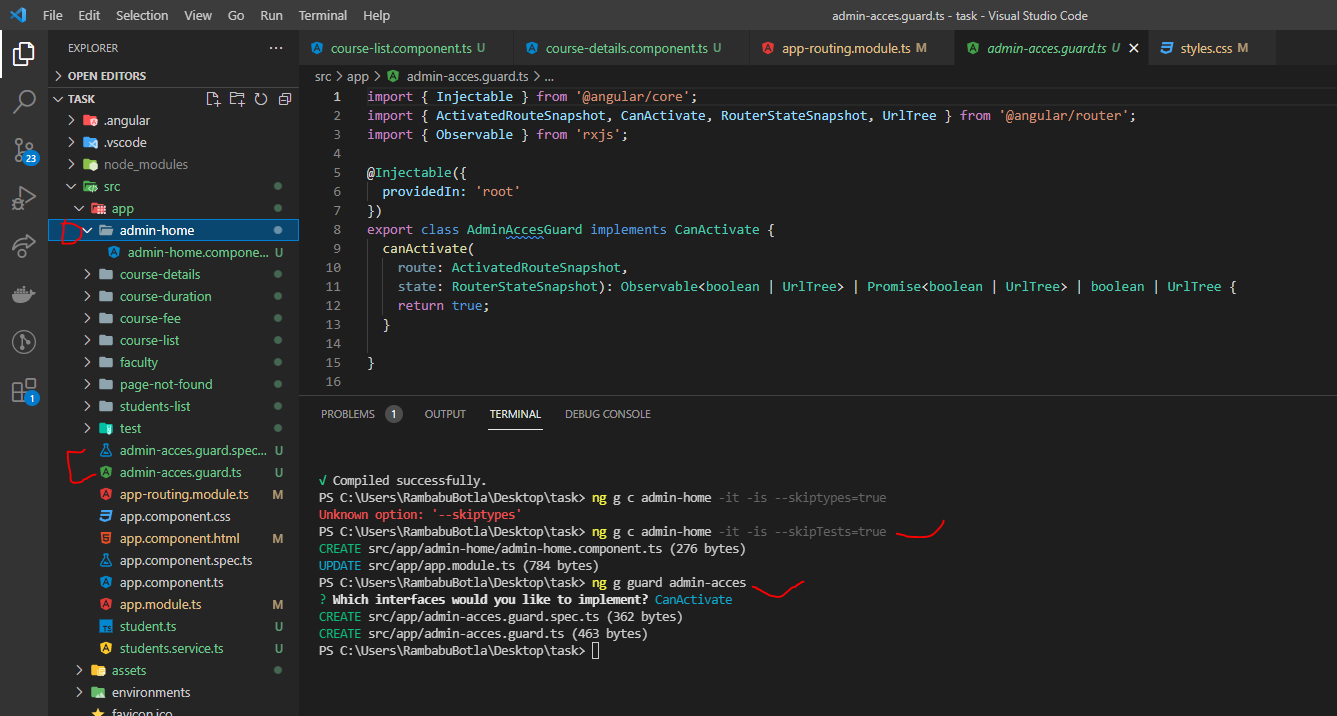 File Edit Selection View Go Run Terminal Help admin-acces.guard.ts - task - Visual Studio Code
EXPLORER
OPEN EDITORS
TASK
.angular
.vscode
node_modules
src
app
admin-home
admin-home.compone... U
course-details
course-duration
course-fee
course-list
faculty
page-not-found
students-list
test
admin-acces.guard.spec... U
admin-acces.guard.ts U
app-routing.module.ts M
app.component.css
app.component.html M
app.component.spec.ts
app.component.ts
app.module.ts M
student.ts U
students.service.ts U
assets
environments
favicon.ico
23
1
course-list.component.ts U course-details.component.ts U app-routing.module.ts M admin-acces.guard.ts U styles.css M
src > app > admin-acces.guard.ts > ...
1 import { Injectable } from '@angular/core';
2 import { ActivatedRouteSnapshot, CanActivate, RouterStateSnapshot, UrlTree } from '@angular/router';
3 import { Observable } from 'rxjs';
4
5 @Injectable({
6 providedIn: 'root'
7 })
8 export class AdminAccesGuard implements CanActivate {
9 canActivate(
10 route: ActivatedRouteSnapshot,
11 state: RouterStateSnapshot): Observable<boolean | UrlTree> | Promise<boolean | UrlTree> | boolean | UrlTree {
12 return true;
13 }
14
15 }
16
PROBLEMS 1 OUTPUT TERMINAL DEBUG CONSOLE
√ Compiled successfully.
PS C:\Users\RambabuBotla\Desktop\task> ng g c admin-home -it -is --skiptypes=true
Unknown option: '--skiptypes'
PS C:\Users\RambabuBotla\Desktop\task> ng g c admin-home -it -is --skipTests=true
CREATE src/app/admin-home/admin-home.component.ts (276 bytes)
UPDATE src/app/app.module.ts (784 bytes)
PS C:\Users\RambabuBotla\Desktop\task> ng g guard admin-acces
? Which interfaces would you like to implement? CanActivate
CREATE src/app/admin-acces.guard.spec.ts (362 bytes)
CREATE src/app/admin-acces.guard.ts (463 bytes)
PS C:\Users\RambabuBotla\Desktop\task>